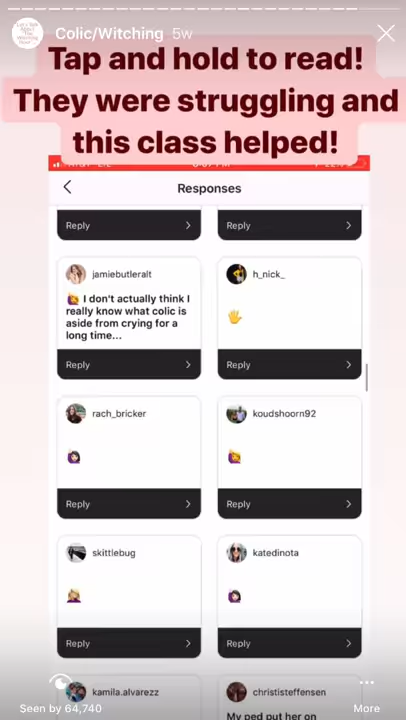 Colic/Witching 5w
Tap and hold to read!
They were struggling and
this class helped!
Responses
Reply
Reply
jamiebutleralt
🙋 I don't actually think I
really know what colic is
aside from crying for a
long time...
Reply
h_nick_
🖐
Reply
rach_bricker
🙋🏻‍♀️
Reply
koudshoorn92
🙋
Reply
skittlebug
🤷🏼‍♀️
Reply
katedinota
🙋🏻‍♀️
Reply
kamila.alvarezz
christisteffensen
My ped put her on
Seen by 64,740
More